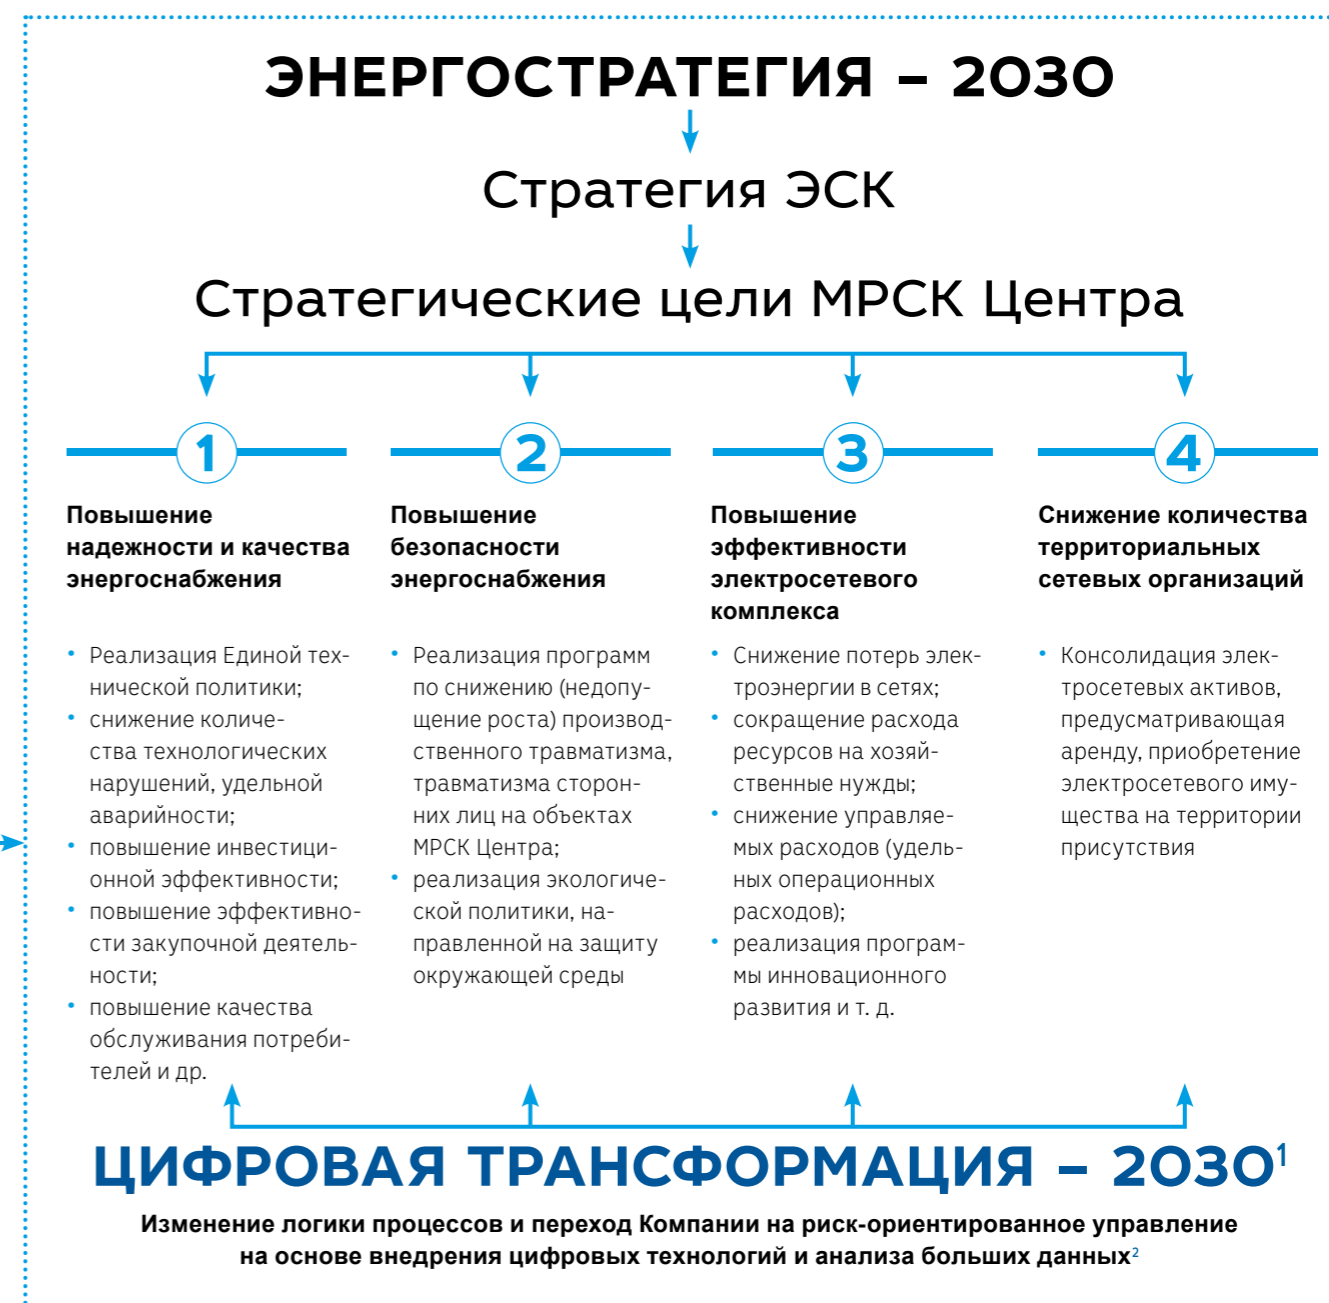 ЭНЕРГОСТРАТЕГИЯ – 2030
Стратегия ЭСК
Стратегические цели МРСК Центра
1
Повышение
надежности и качества
энергоснабжения
• Реализация Единой тех-
нической политики;
• снижение количе-
ства технологических
нарушений, удельной
аварийности;
• повышение инвестици-
онной эффективности;
• повышение эффективно-
сти закупочной деятель-
ности;
• повышение качества
обслуживания потреби-
телей и др.
2
Повышение
безопасности
энергоснабжения
• Реализация программ
по снижению (недопу-
щение роста) производ-
ственного травматизма,
травматизма сторон-
них лиц на объектах
МРСК Центра;
• реализация экологиче-
ской политики, на-
правленной на защиту
окружающей среды
3
Повышение
эффективности
электросетевого
комплекса
• Снижение потерь элек-
троэнергии в сетях;
• сокращение расхода
ресурсов на хозяй-
ственные нужды;
• снижение управляе-
мых расходов (удель-
ных операционных
расходов);
• реализация програм-
мы инновационного
развития и т. д.
4
Снижение количества
территориальных
сетевых организаций
• Консолидация элек-
тросетевых активов,
предусматривающая
аренду, приобретение
электросетевого иму-
щества на территории
присутствия
ЦИФРОВАЯ ТРАНСФОРМАЦИЯ – 2030¹
Изменение логики процессов и переход Компании на риск-ориентированное управление
на основе внедрения цифровых технологий и анализа больших данных²